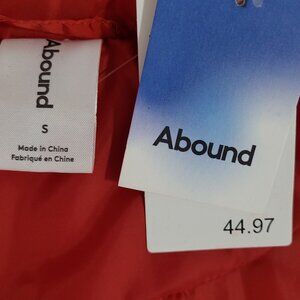 Abound
S
Made in China
Fabriqué en Chine
Abound
44.97